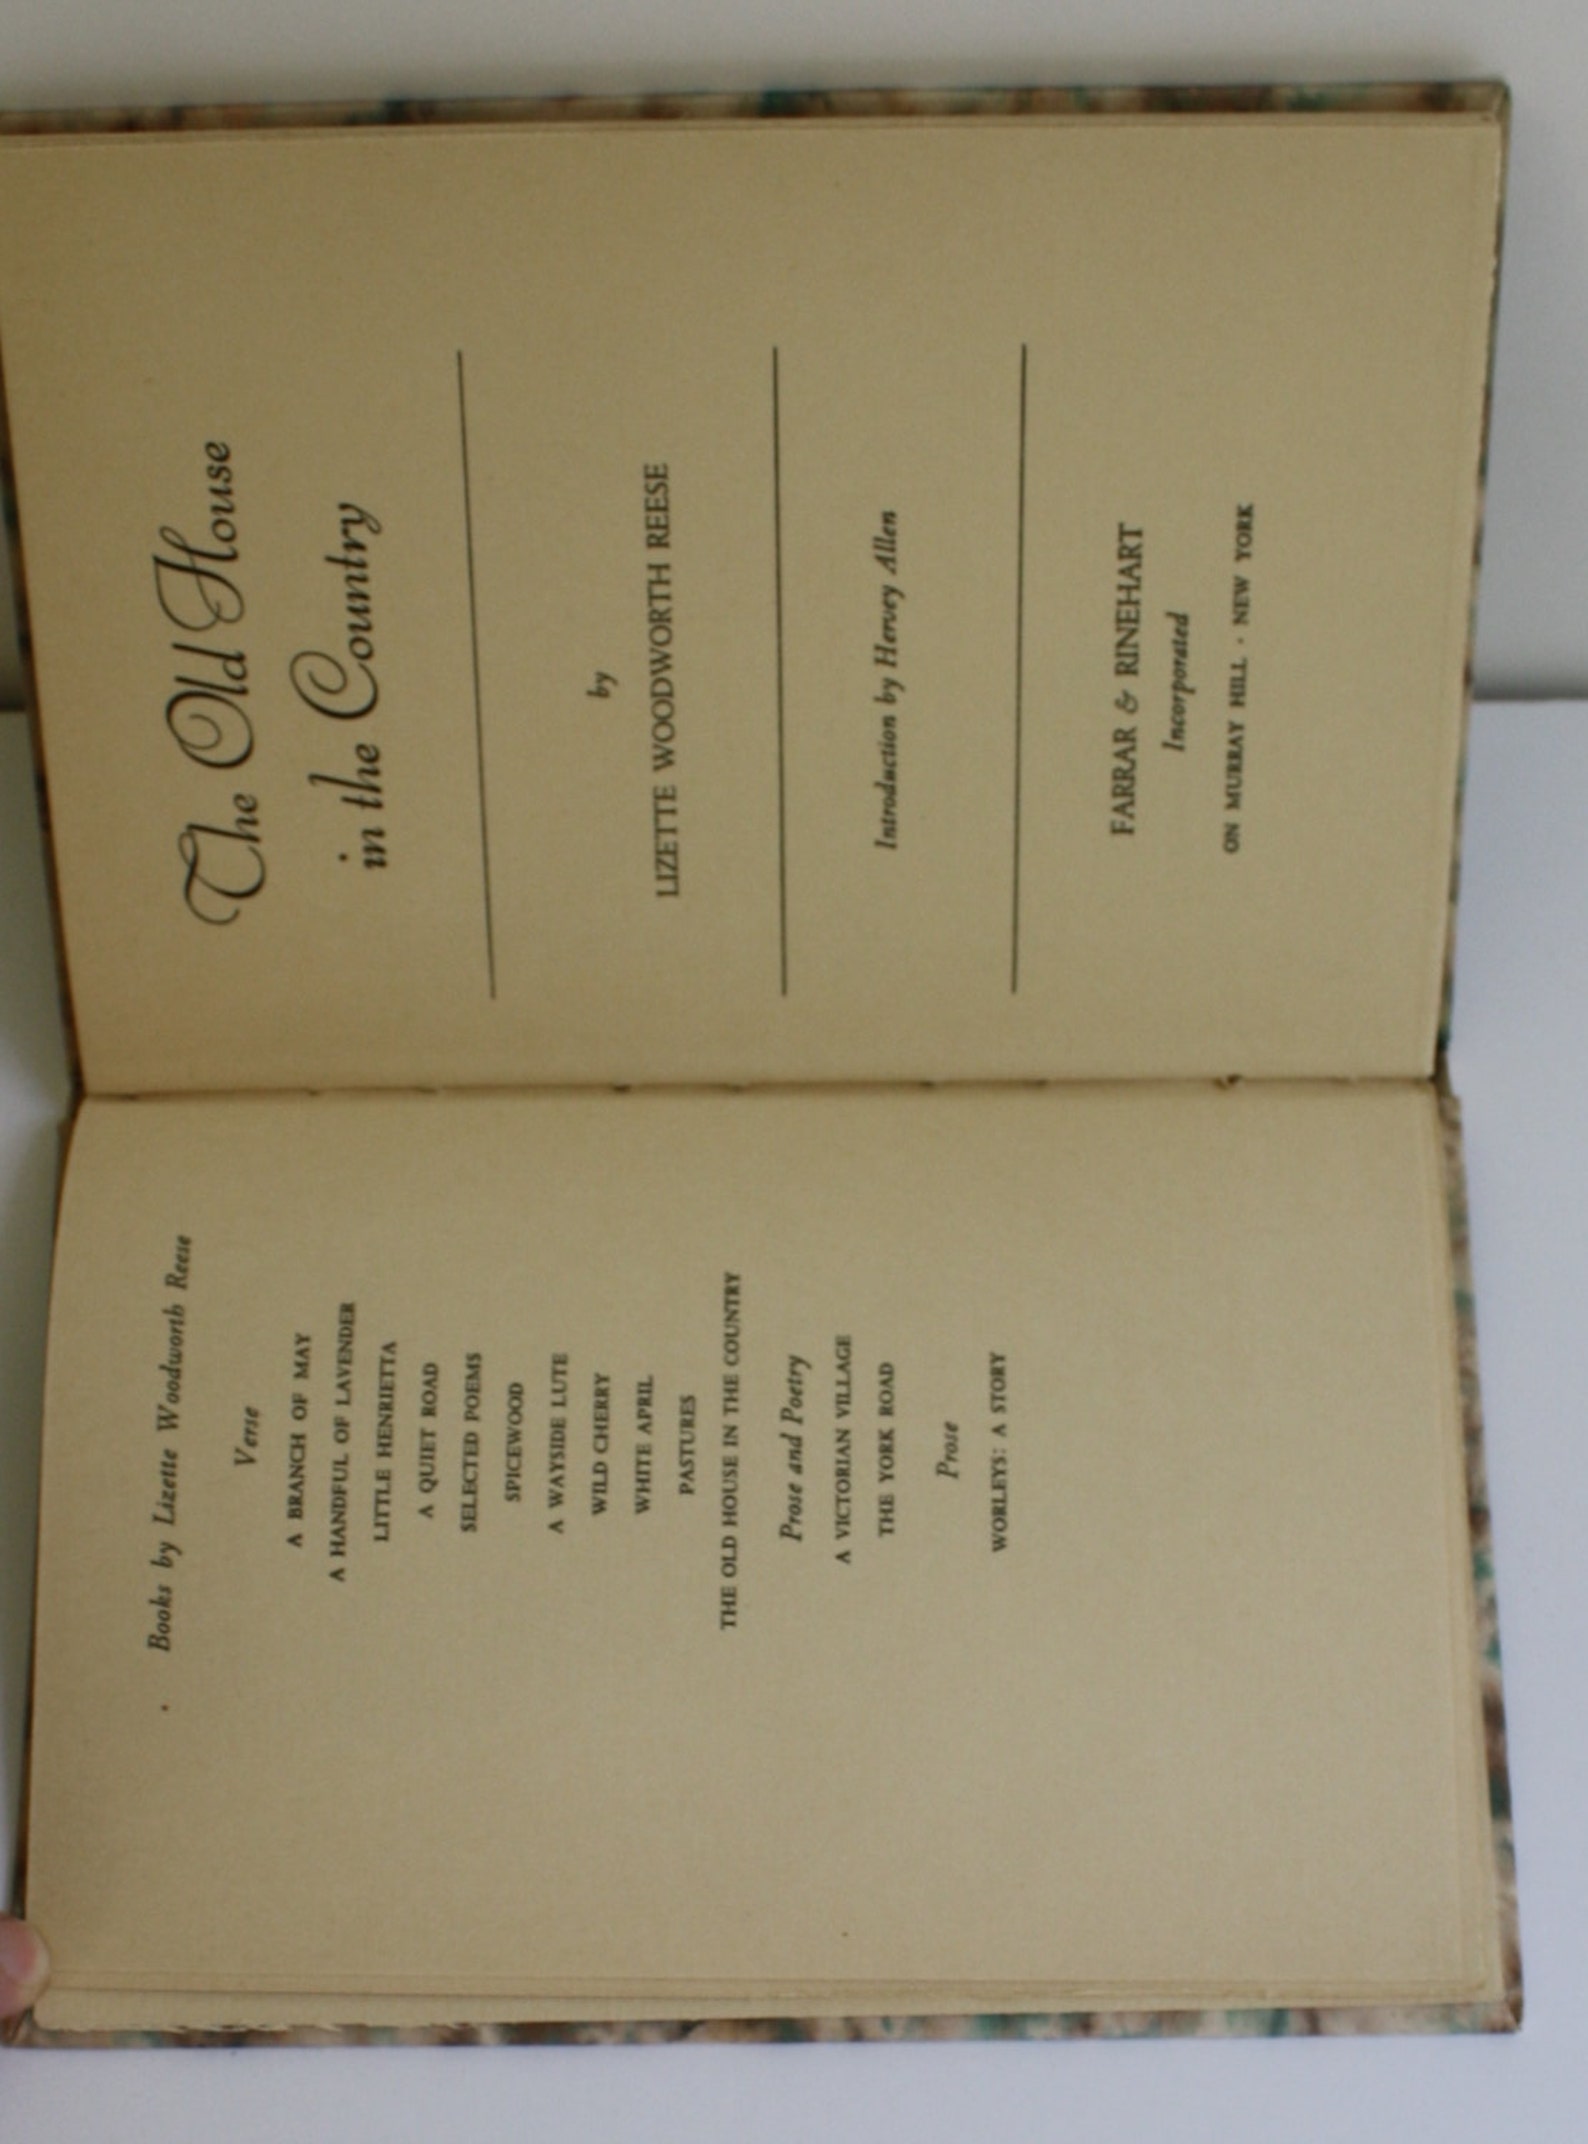 Books by Lizette Woodworth Reese
Verse
A BRANCH OF MAY
A HANDFUL OF LAVENDER
LITTLE HENRIETTA
A QUIET ROAD
SELECTED POEMS
SPICEWOOD
A WAYSIDE LUTE
WILD CHERRY
WHITE APRIL
PASTURES
THE OLD HOUSE IN THE COUNTRY
Prose and Poetry
A VICTORIAN VILLAGE
THE YORK ROAD
Prose
WORLEYS: A STORY
The Old House
in the Country
by
LIZETTE WOODWORTH REESE
Introduction by Hervey Allen
FARRAR & RINEHART
Incorporated
ON MURRAY HILL · NEW YORK